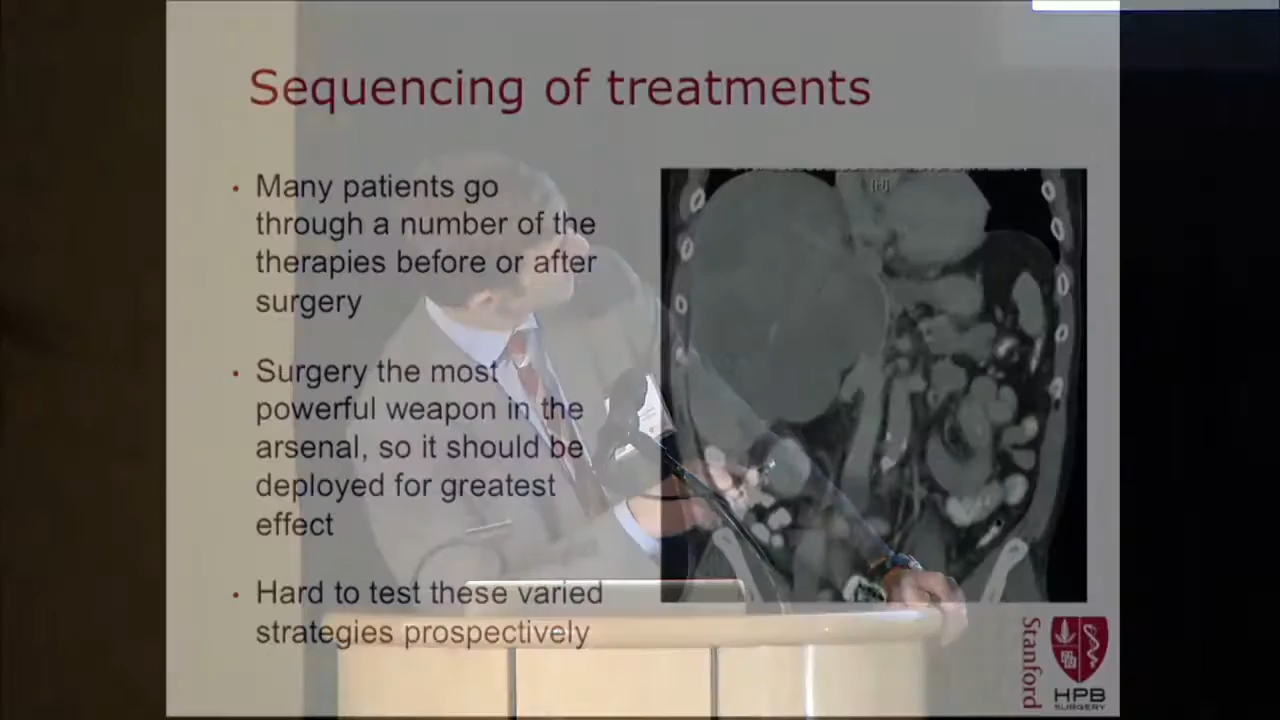 Sequencing of treatments
• Many patients go
through a number of the
therapies before or after
surgery
• Surgery the most
powerful weapon in the
arsenal, so it should be
deployed for greatest
effect
• Hard to test these varied
strategies prospectively
[H]
Stanford
HPB
SURGERY